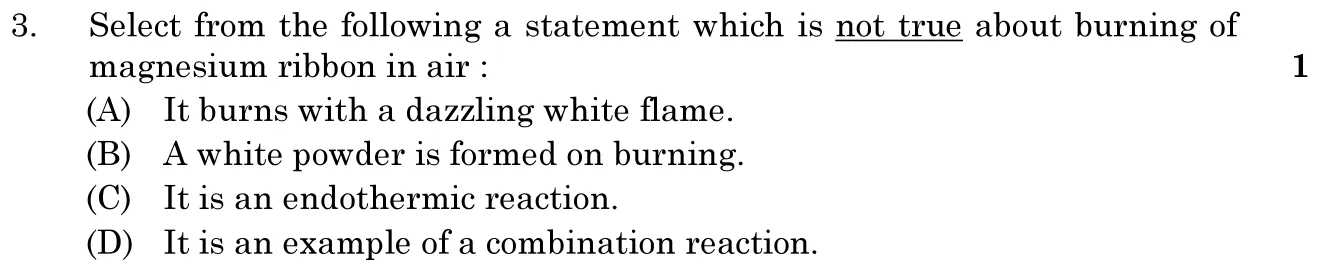 3. Select from the following a statement which is not true about burning of
magnesium ribbon in air : 1
(A) It burns with a dazzling white flame.
(B) A white powder is formed on burning.
(C) It is an endothermic reaction.
(D) It is an example of a combination reaction.